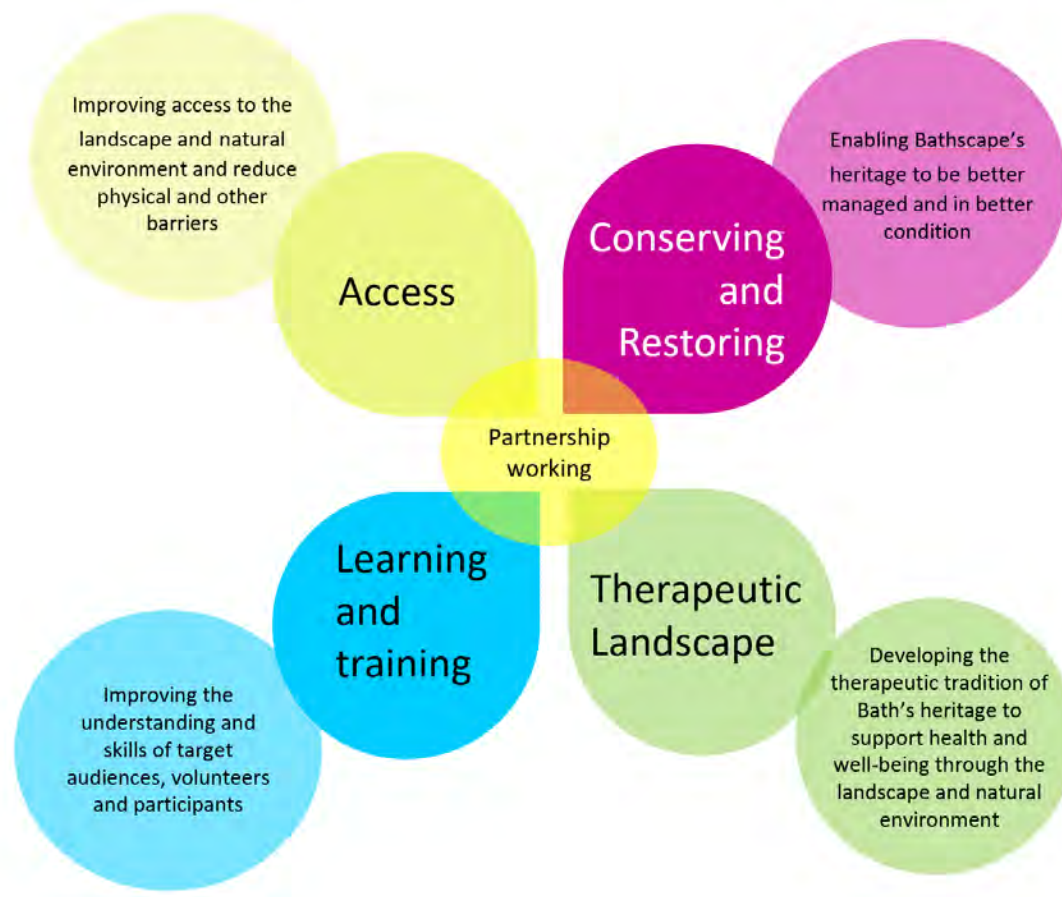 Improving access to the
landscape and natural
environment and reduce
physical and other
barriers
Access
Enabling Bathscape's
heritage to be better
managed and in better
condition
Conserving
and
Restoring
Partnership
working
Learning
and
training
Improving the
understanding and
skills of target
audiences, volunteers
and participants
Therapeutic
Landscape
Developing the
therapeutic tradition of
Bath's heritage to
support health and
well-being through the
landscape and natural
environment